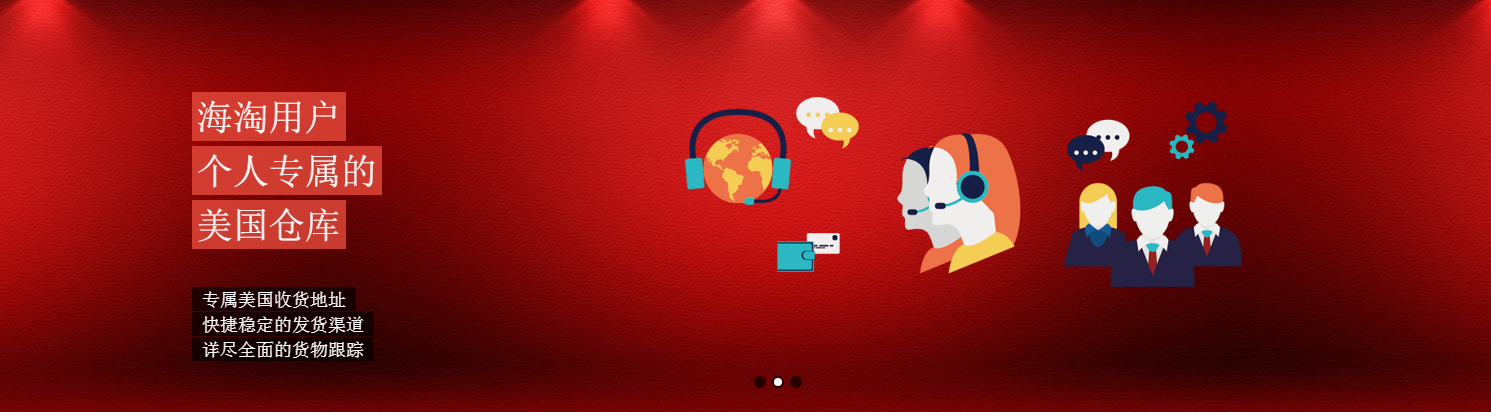 海淘用户
个人专属的
美国仓库
专属美国收货地址
快捷稳定的发货渠道
详尽全面的货物跟踪